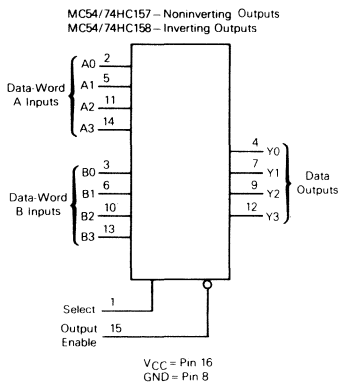 MC54/74HC157–Noninverting Outputs
MC54/74HC158–Inverting Outputs
A0 2
A1 5
A2 11
A3 14
Data-Word
A Inputs
B0 3
B1 6
B2 10
B3 13
Data-Word
B Inputs
4 Y0
7 Y1
9 Y2
12 Y3
Data
Outputs
Select 1
Output
Enable 15
VCC = Pin 16
GND = Pin 8